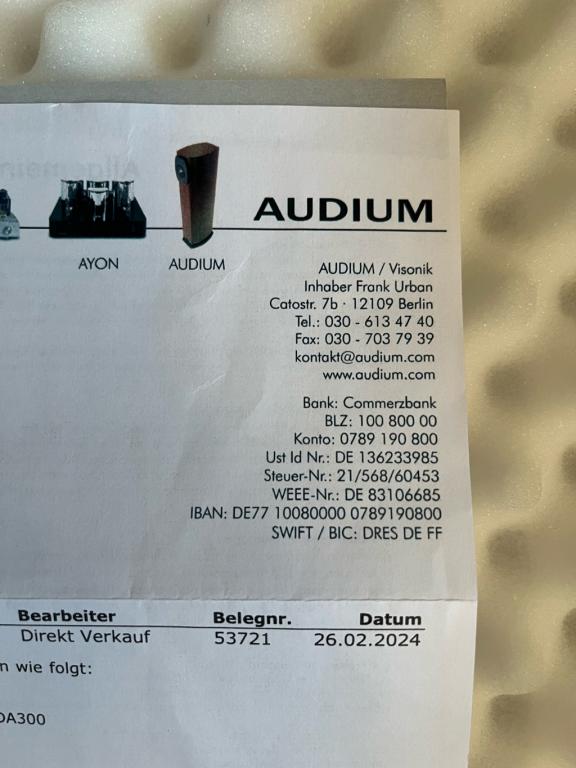 AUDIUM
AYON AUDIUM
AUDIUM / Visonik
Inhaber Frank Urban
Catostr. 7b · 12109 Berlin
Tel.: 030 - 613 47 40
Fax: 030 - 703 79 39
kontakt@audium.com
www.audium.com
Bank: Commerzbank
BLZ: 100 800 00
Konto: 0789 190 800
Ust Id Nr.: DE 136233985
Steuer-Nr.: 21/568/60453
WEEE-Nr.: DE 83106685
IBAN: DE77 10080000 0789190800
SWIFT / BIC: DRES DE FF
Bearbeiter Belegnr. Datum
Direkt Verkauf 53721 26.02.2024
n wie folgt:
DA300